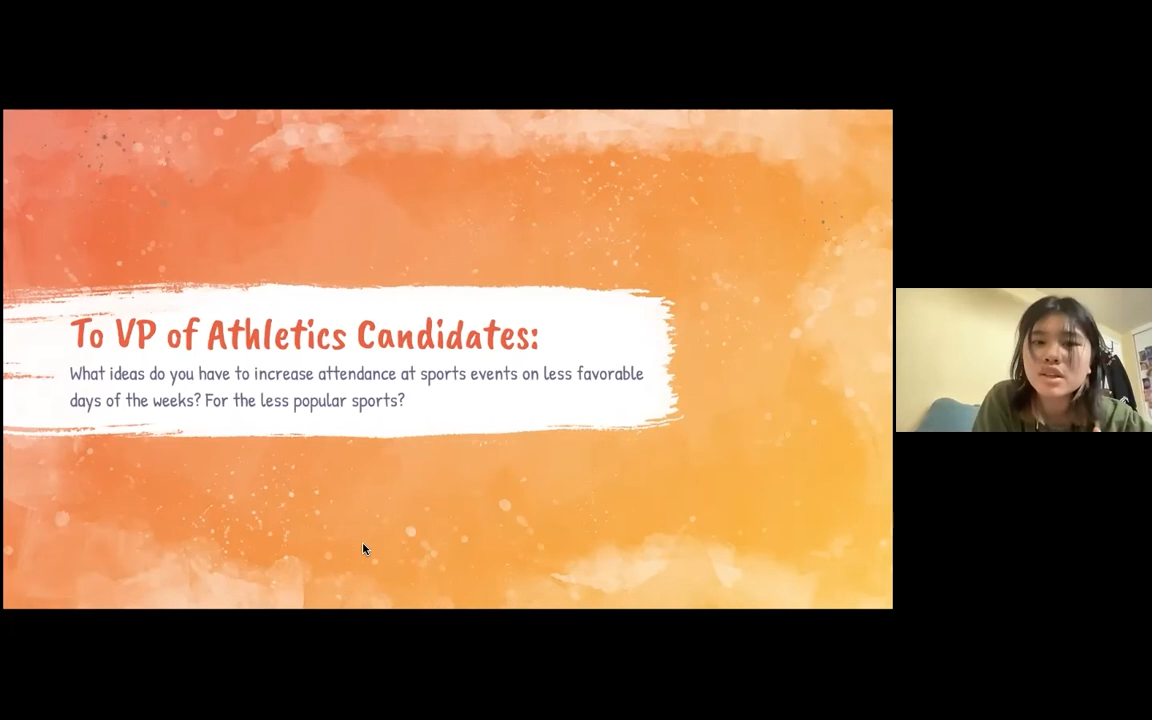 To VP of Athletics Candidates:
What ideas do you have to increase attendance at sports events on less favorable
days of the weeks? For the less popular sports?